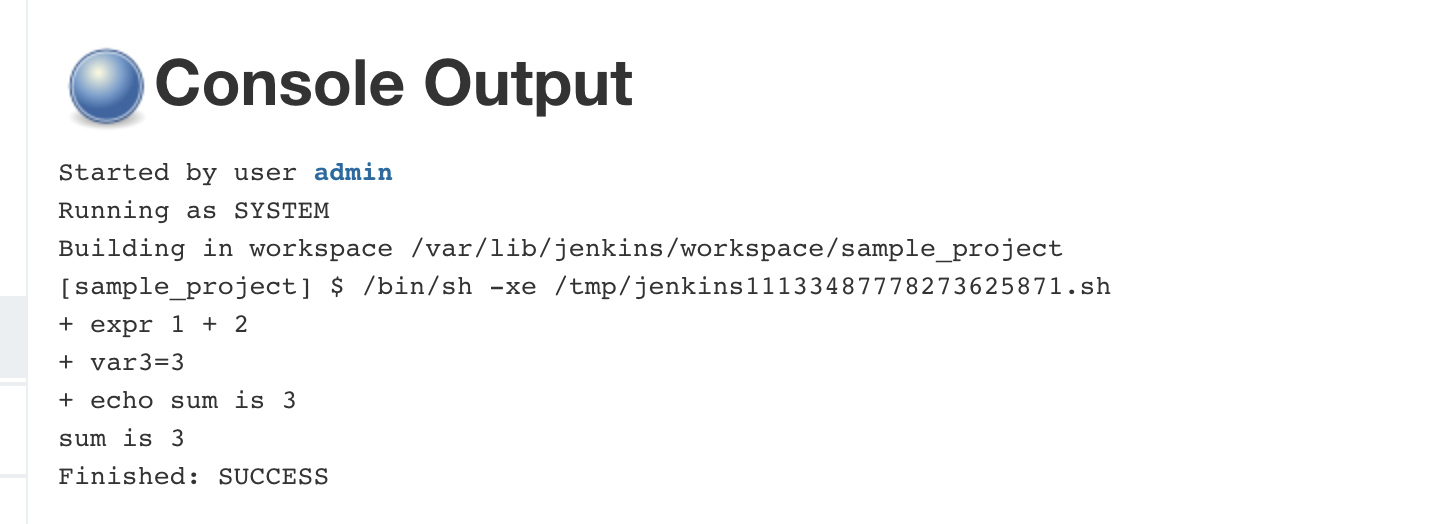 Console Output
Started by user admin
Running as SYSTEM
Building in workspace /var/lib/jenkins/workspace/sample_project
[sample_project] $ /bin/sh -xe /tmp/jenkins11133487778273625871.sh
+ expr 1 + 2
+ var3=3
+ echo sum is 3
sum is 3
Finished: SUCCESS